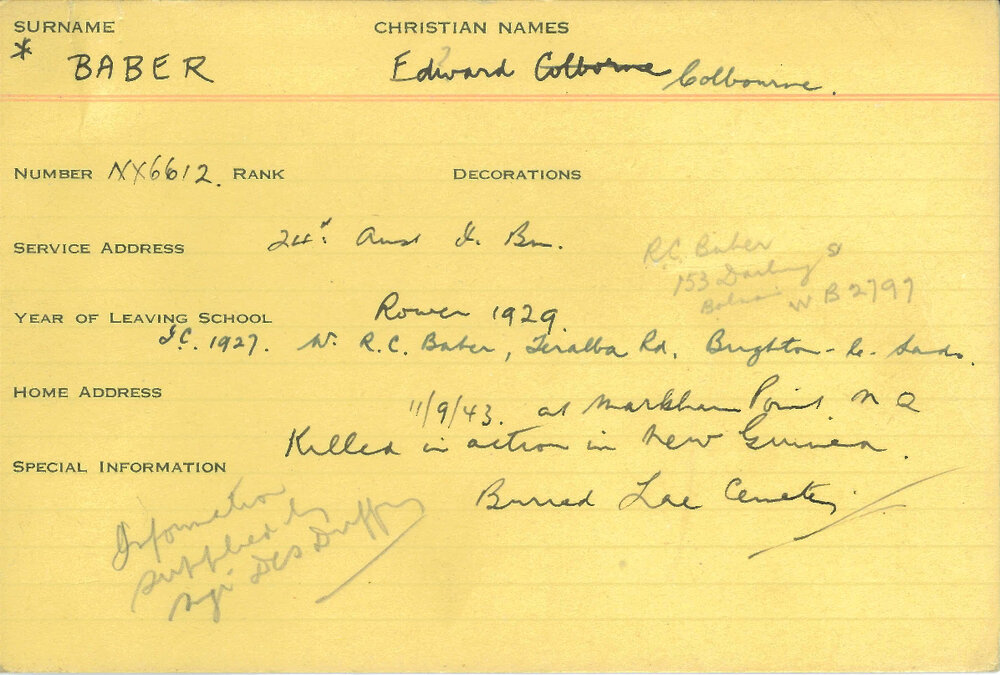 SURNAME CHRISTIAN NAMES
* BABER Edward Colborne Colbourne.
?
NUMBER NX6612. RANK DECORATIONS
SERVICE ADDRESS 24th Aust I. Bn.
R.C. Baber
153 Darling St
Balmain WB2797
YEAR OF LEAVING SCHOOL Rower 1929.
I.C. 1927. W. R.C. Baber, Teralba Rd, Brighton-le-Sands.
HOME ADDRESS
11/9/43. at Markham Point. N G
Killed in action in New Guinea.
SPECIAL INFORMATION
Buried Lae Cemetery
Information
supplied by
Sgt Des Duffy